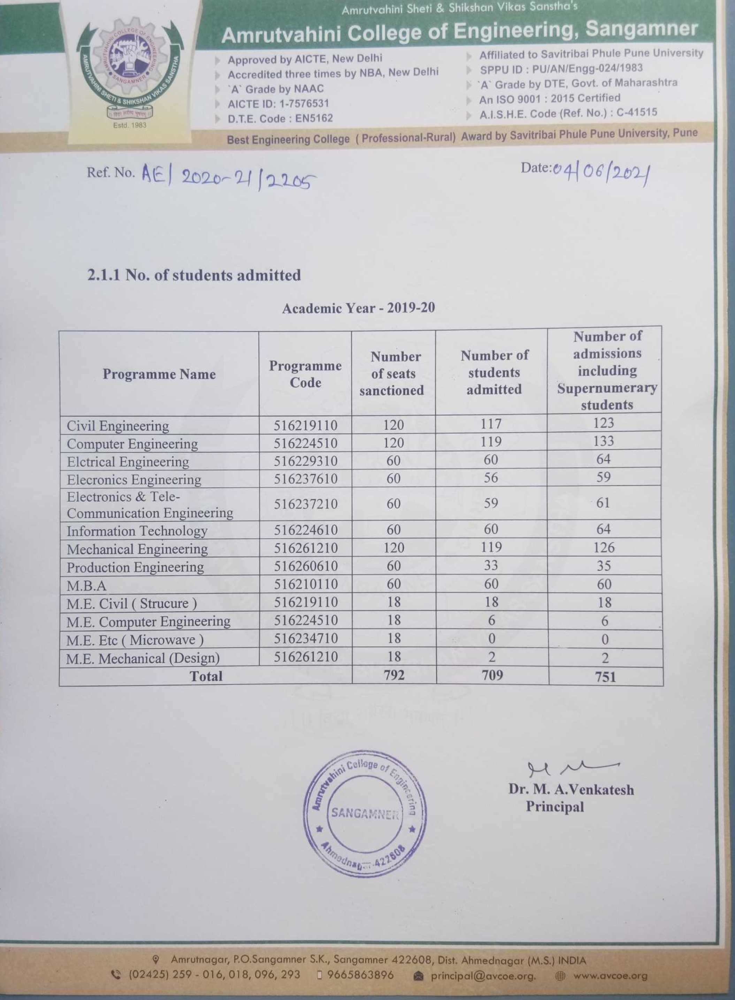 Amrutvahini Sheti & Shikshan Vikas Sanstha's
Amrutvahini College of Engineering, Sangamner
AMRUTVAHINI COLLEGE OF ENGINEERING
SANGAMNER
AMRUTVAHINI SHETI & SHIKSHAN VIKAS SANSTHA
Estd. 1983
Approved by AICTE, New Delhi
Accredited three times by NBA, New Delhi
`A` Grade by NAAC
AICTE ID: 1-7576531
D.T.E. Code : EN5162
Affiliated to Savitribai Phule Pune University
SPPU ID : PU/AN/Engg-024/1983
`A` Grade by DTE, Govt. of Maharashtra
An ISO 9001 : 2015 Certified
A.I.S.H.E. Code (Ref. No.) : C-41515
Best Engineering College ( Professional-Rural) Award by Savitribai Phule Pune University, Pune
Ref. No. AE/ 2020-21/2205
Date:04/06/2021
2.1.1 No. of students admitted
Academic Year - 2019-20
Programme Name
Programme
Code
Number
of seats
sanctioned
Number of
students
admitted
Number of
admissions
including
Supernumerary
students
Civil Engineering 516219110 120 117 123
Computer Engineering 516224510 120 119 133
Elctrical Engineering 516229310 60 60 64
Elecronics Engineering 516237610 60 56 59
Electronics & Tele-
Communication Engineering 516237210 60 59 61
Information Technology 516224610 60 60 64
Mechanical Engineering 516261210 120 119 126
Production Engineering 516260610 60 33 35
M.B.A 516210110 60 60 60
M.E. Civil ( Strucure ) 516219110 18 18 18
M.E. Computer Engineering 516224510 18 6 6
M.E. Etc ( Microwave ) 516234710 18 0 0
M.E. Mechanical (Design) 516261210 18 2 2
Total 792 709 751
Amrutvahini College of Engineering
SANGAMNER
422608
Dr. M. A.Venkatesh
Principal
Amrutnagar, P.O.Sangamner S.K., Sangamner 422608, Dist. Ahmednagar (M.S.) INDIA
(02425) 259 - 016, 018, 096, 293 9665863896 principal@avcoe.org. www.avcoe.org